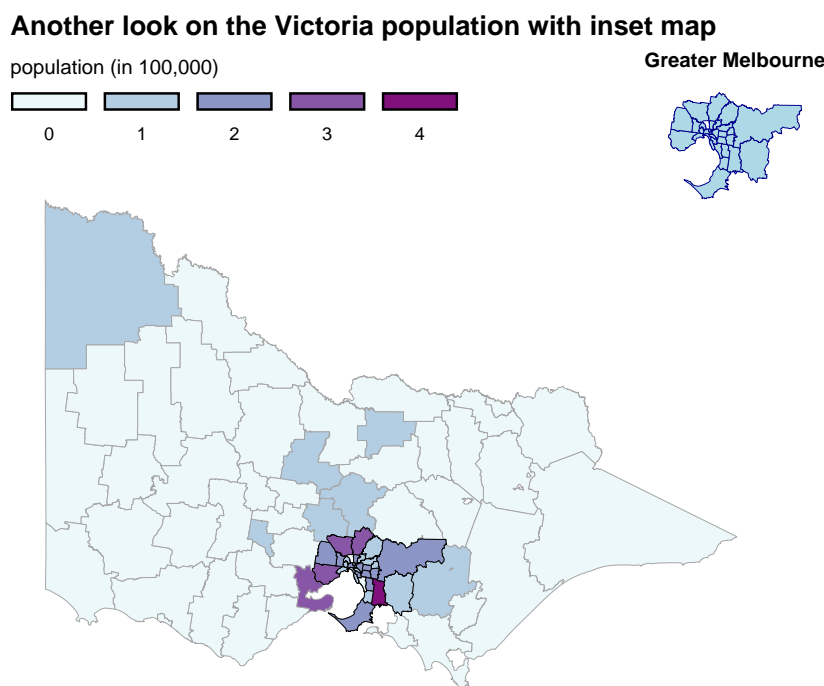 Another look on the Victoria population with inset map
population (in 100,000)
Greater Melbourne
0 1 2 3 4